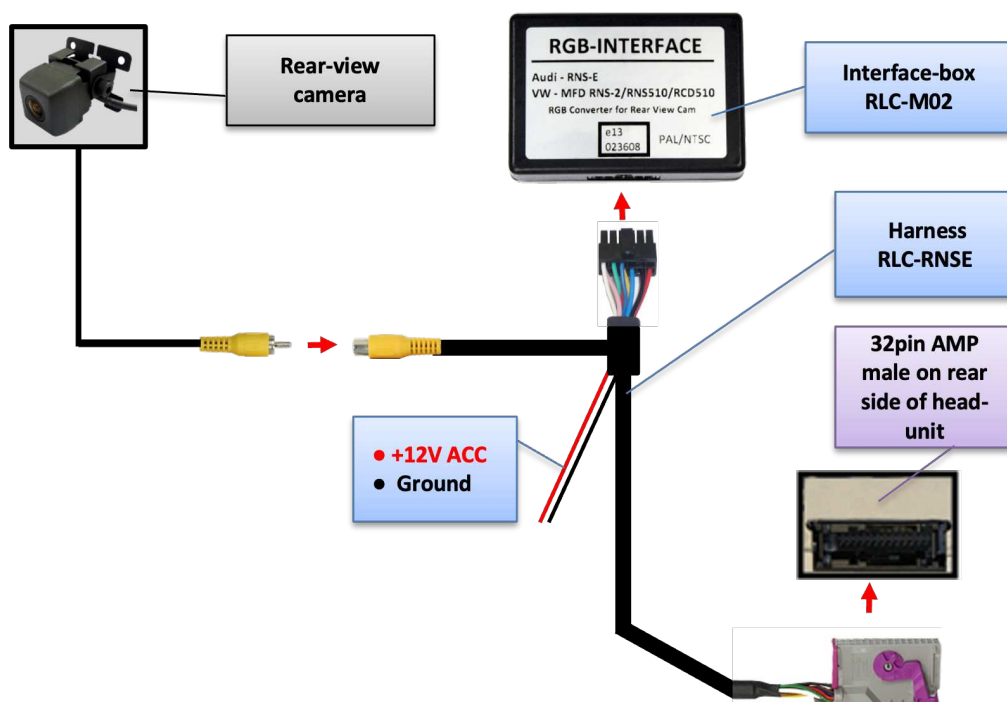 Rear-view
camera
RGB-INTERFACE
Audi - RNS-E
VW - MFD RNS-2/RNS510/RCD510
RGB Converter for Rear View Cam
e13
023608
PAL/NTSC
Interface-box
RLC-M02
Harness
RLC-RNSE
32pin AMP
male on rear
side of head-
unit
● +12V ACC
● Ground